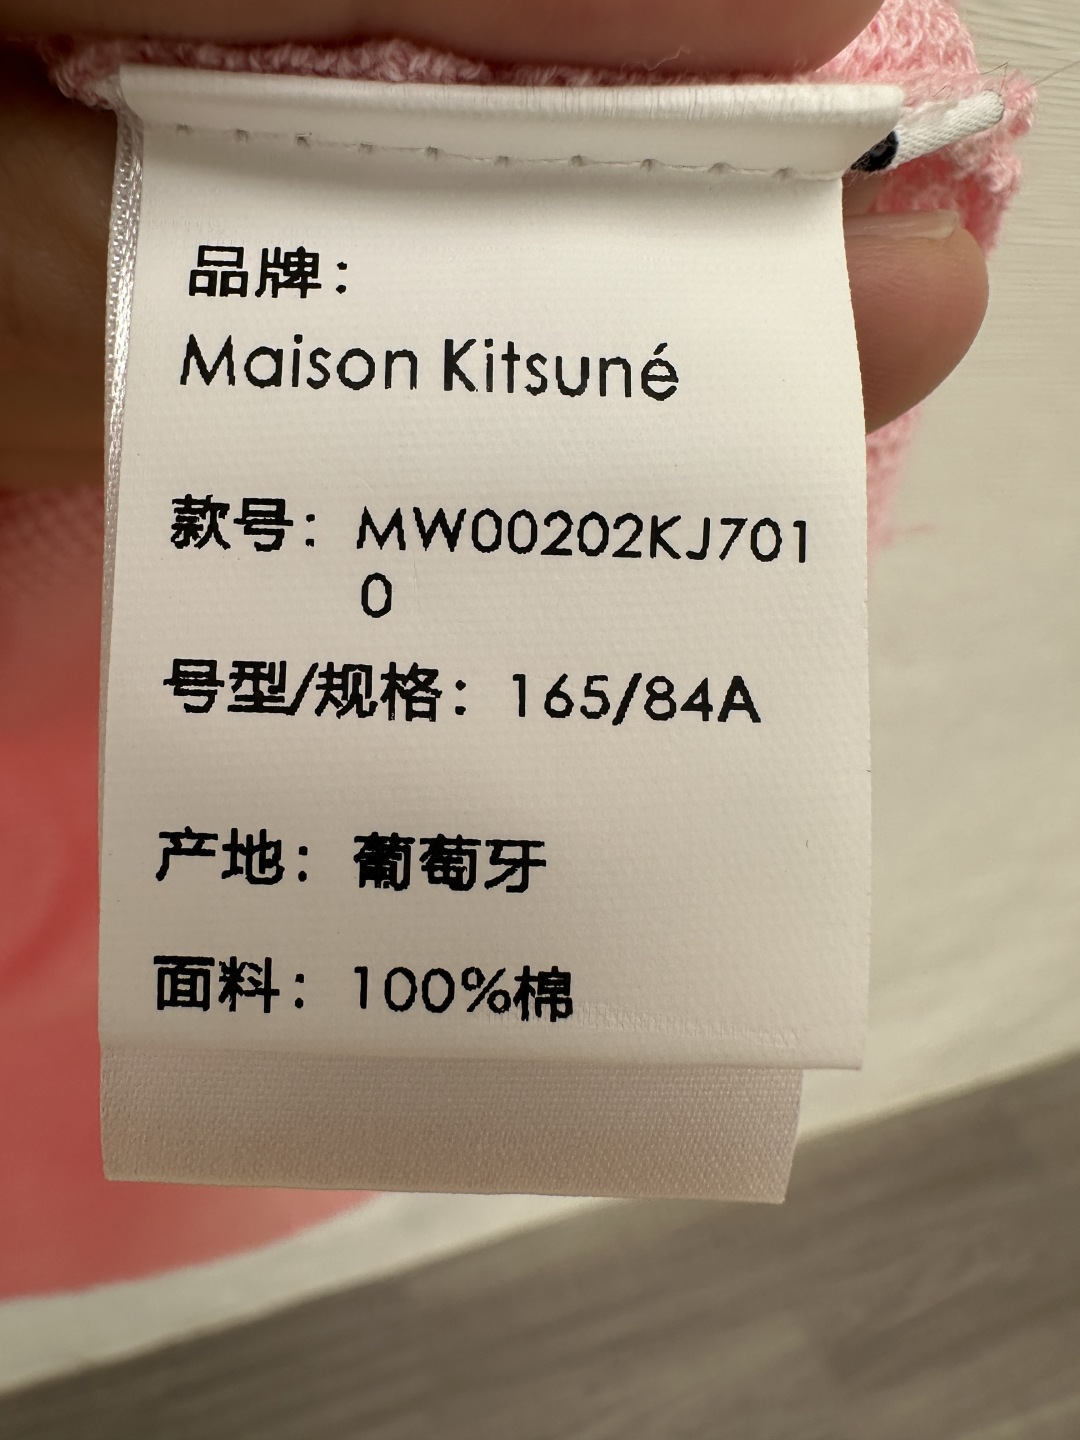 品牌：
Maison Kitsuné
款号：MW00202KJ701
0
号型/规格：165/84A
产地：葡萄牙
面料：100%棉